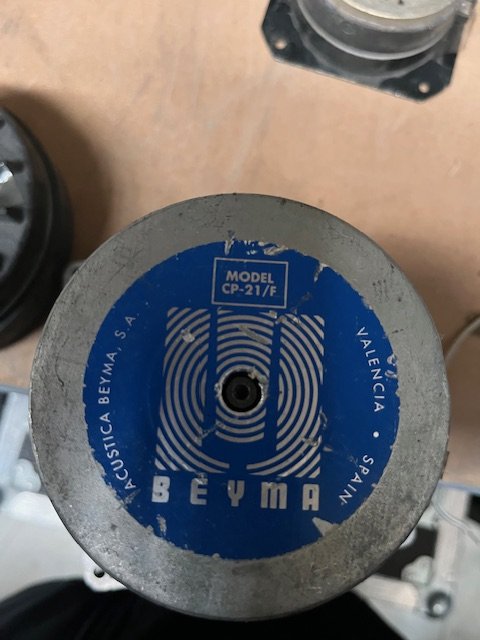 MODEL
CP-21/F
ACUSTICA BEYMA, S.A.
VALENCIA • SPAIN
BEYMA